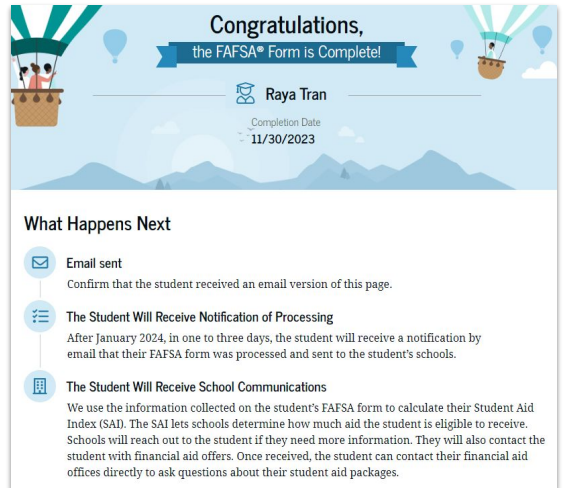 Congratulations,
the FAFSA® Form is Complete!
Raya Tran
Completion Date
11/30/2023
What Happens Next
Email sent
Confirm that the student received an email version of this page.
The Student Will Receive Notification of Processing
After January 2024, in one to three days, the student will receive a notification by
email that their FAFSA form was processed and sent to the student's schools.
The Student Will Receive School Communications
We use the information collected on the student's FAFSA form to calculate their Student Aid
Index (SAI). The SAI lets schools determine how much aid the student is eligible to receive.
Schools will reach out to the student if they need more information. They will also contact the
student with financial aid offers. Once received, the student can contact their financial aid
offices directly to ask questions about their student aid packages.